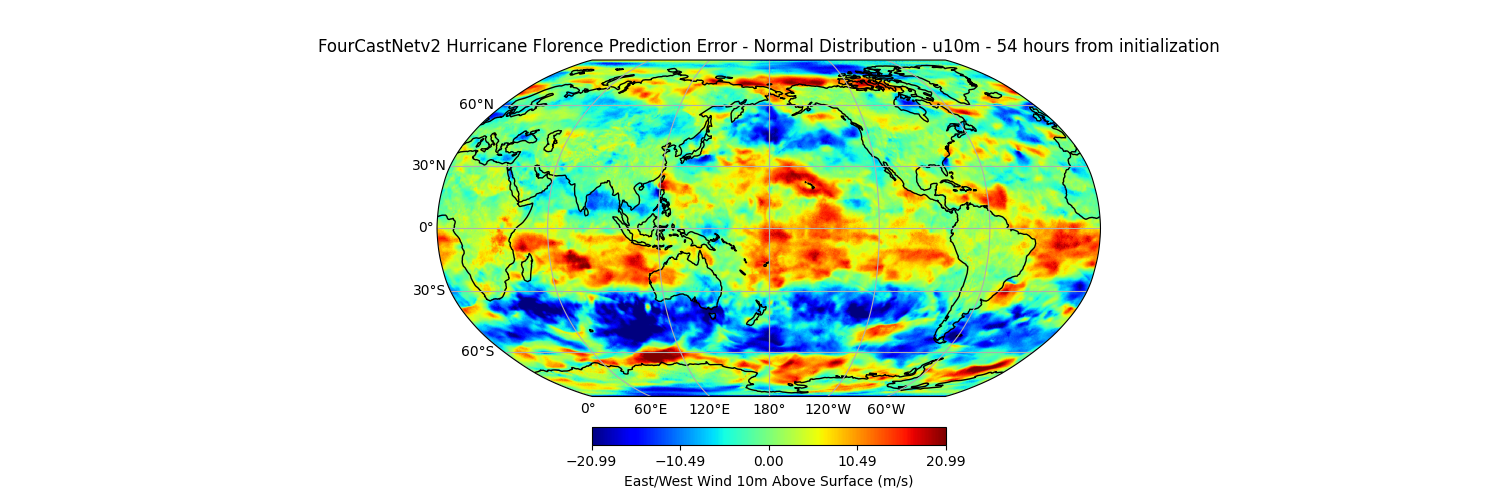 FourCastNetv2 Hurricane Florence Prediction Error - Normal Distribution - u10m - 54 hours from initialization
60°N
30°N
0°
30°S
60°S
0° 60°E 120°E 180° 120°W 60°W
−20.99 −10.49 0.00 10.49 20.99
East/West Wind 10m Above Surface (m/s)